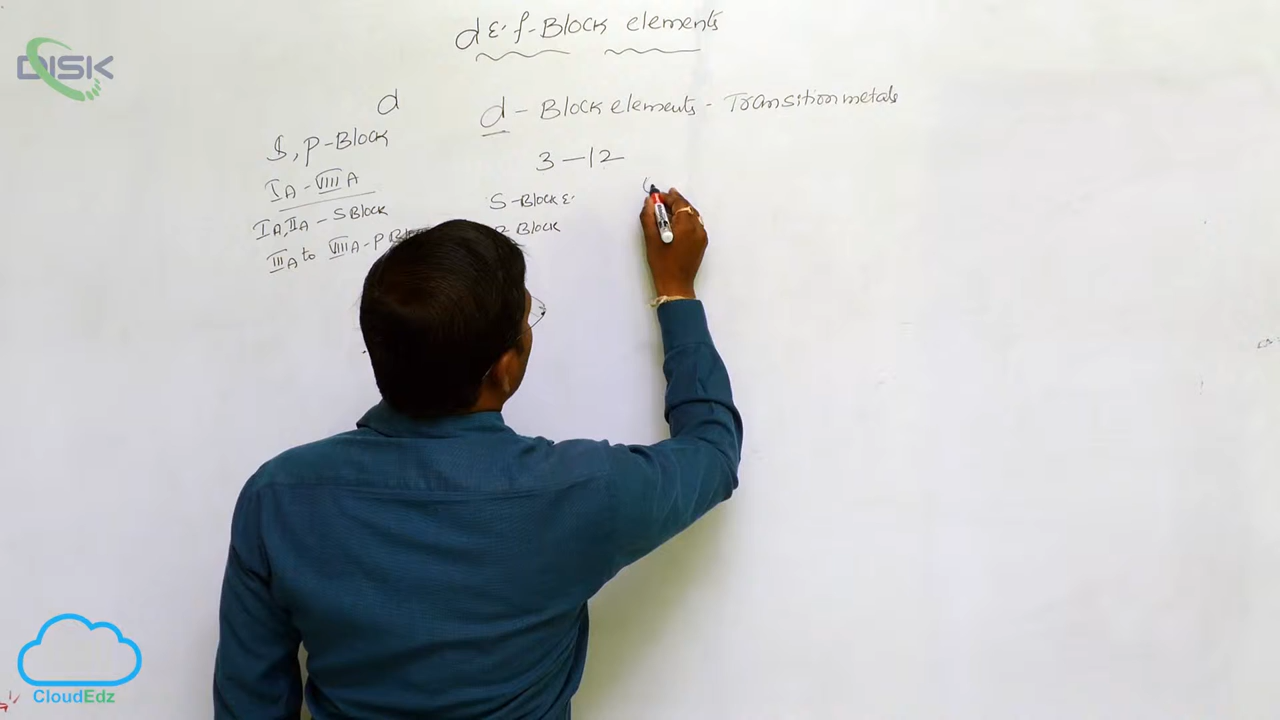 d & f-Block elements
DISK
d
d - Block elements - Transition metals
S, P-Block
3 - 12
IA - VIIIA
S-Block &
IA, IIA - S Block
P Block
IIIA to VIIIA - P
CloudEdz